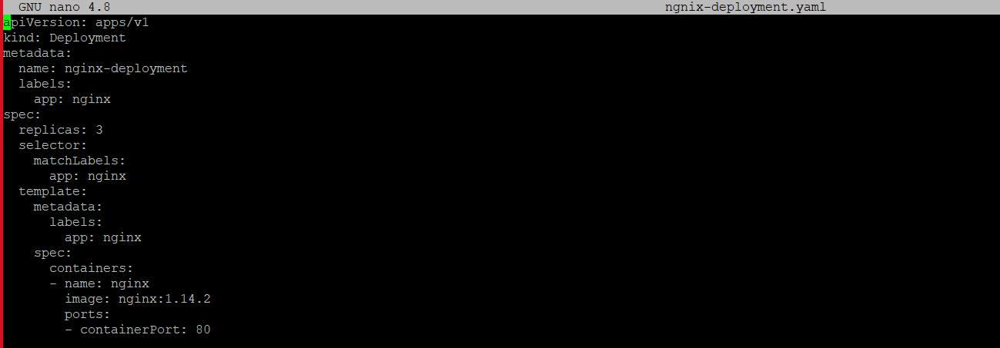 GNU nano 4.8 ngnix-deployment.yaml
apiVersion: apps/v1
kind: Deployment
metadata:
  name: nginx-deployment
  labels:
    app: nginx
spec:
  replicas: 3
  selector:
    matchLabels:
      app: nginx
  template:
    metadata:
      labels:
        app: nginx
    spec:
      containers:
      - name: nginx
        image: nginx:1.14.2
        ports:
        - containerPort: 80